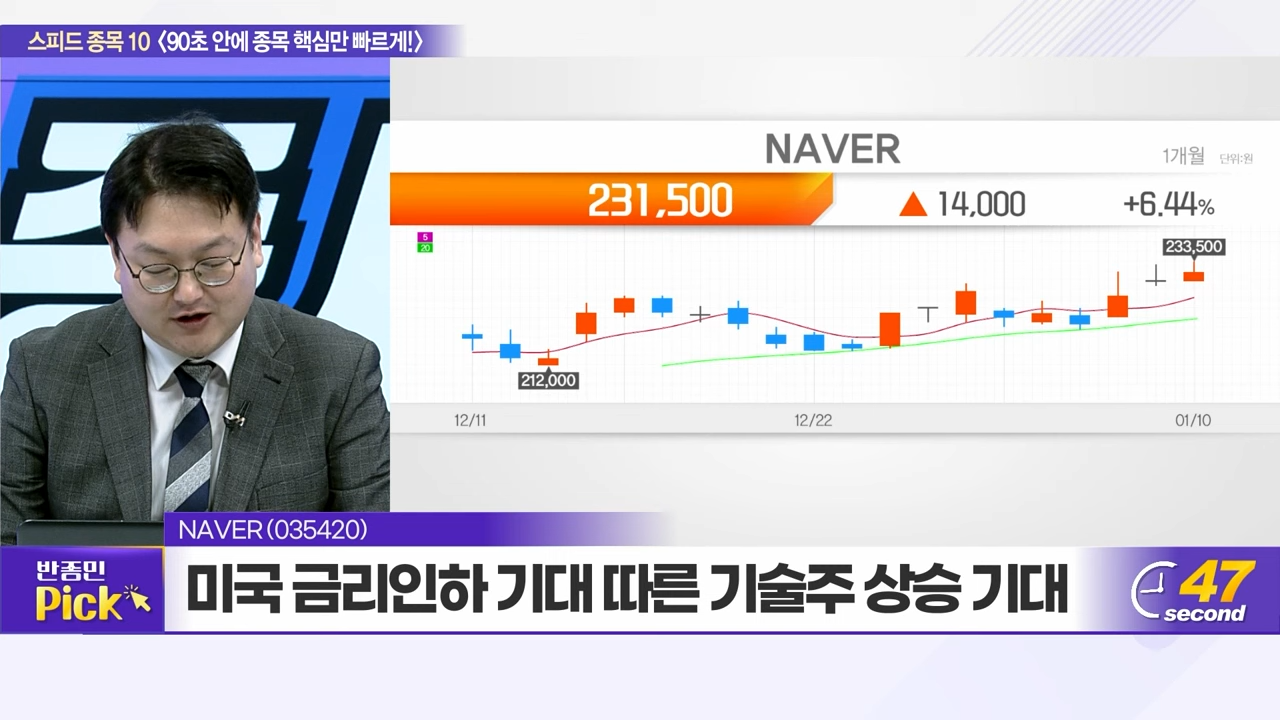 스피드 종목 10 〈90초 안에 종목 핵심만 빠르게!〉
NAVER
1개월 단위:원
231,500 ▲ 14,000 +6.44%
5
20
233,500
212,000
12/11 12/22 01/10
NAVER(035420)
반종민
Pick
미국 금리인하 기대 따른 기술주 상승 기대
47
second